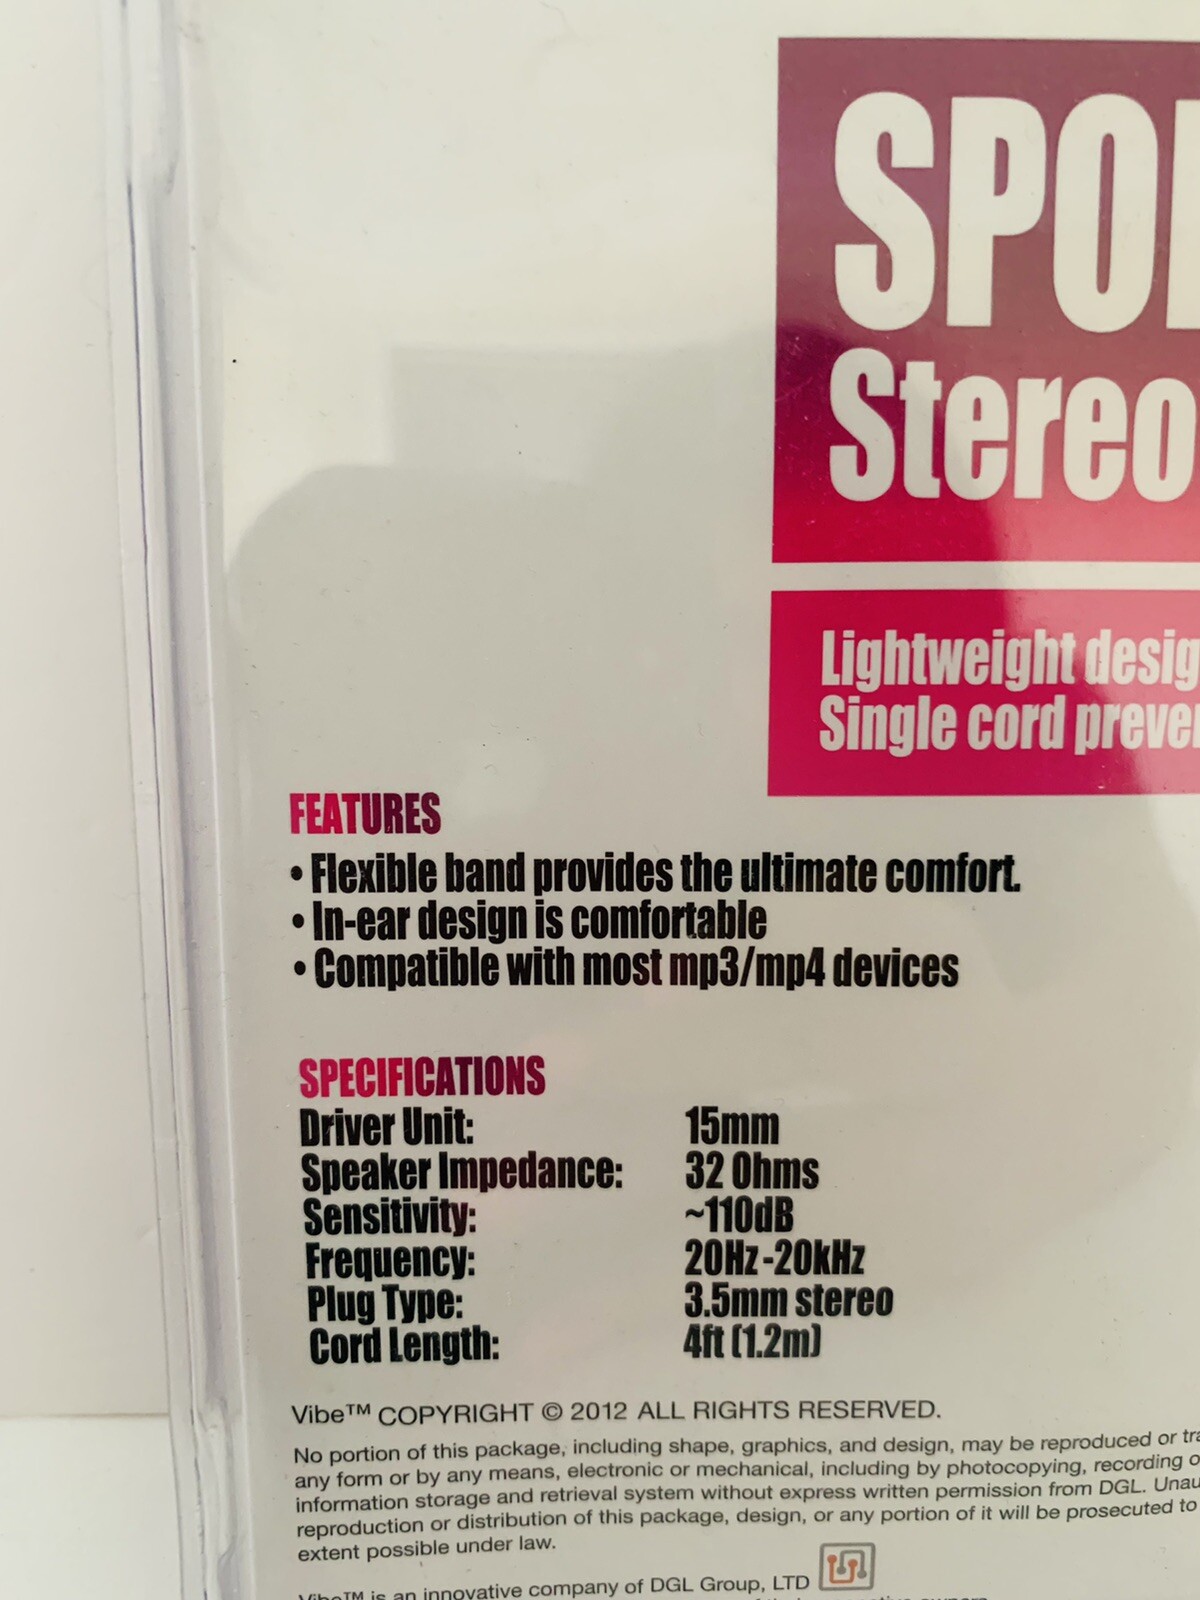 Stereo
Lightweight
Single cord
FEATURES
• Flexible band provides the ultimate comfort.
• In-ear design is comfortable
• Compatible with most mp3/mp4 devices
SPECIFICATIONS
Driver Unit: 15mm
Speaker Impedance: 32 Ohms
Sensitivity: ~110dB
Frequency: 20Hz-20kHz
Plug Type: 3.5mm stereo
Cord Length: 4ft (1.2m)
Vibe™ COPYRIGHT © 2012 ALL RIGHTS RESERVED.
No portion of this package, including shape, graphics, and design, may be reproduced or
any form or by any means, electronic or mechanical, including by photocopying, recording
information storage and retrieval system without express written permission from DGL.
reproduction or distribution of this package, design, or any portion of it will be prosecuted to
extent possible under law.
Vibe™ is an innovative company of DGL Group, LTD